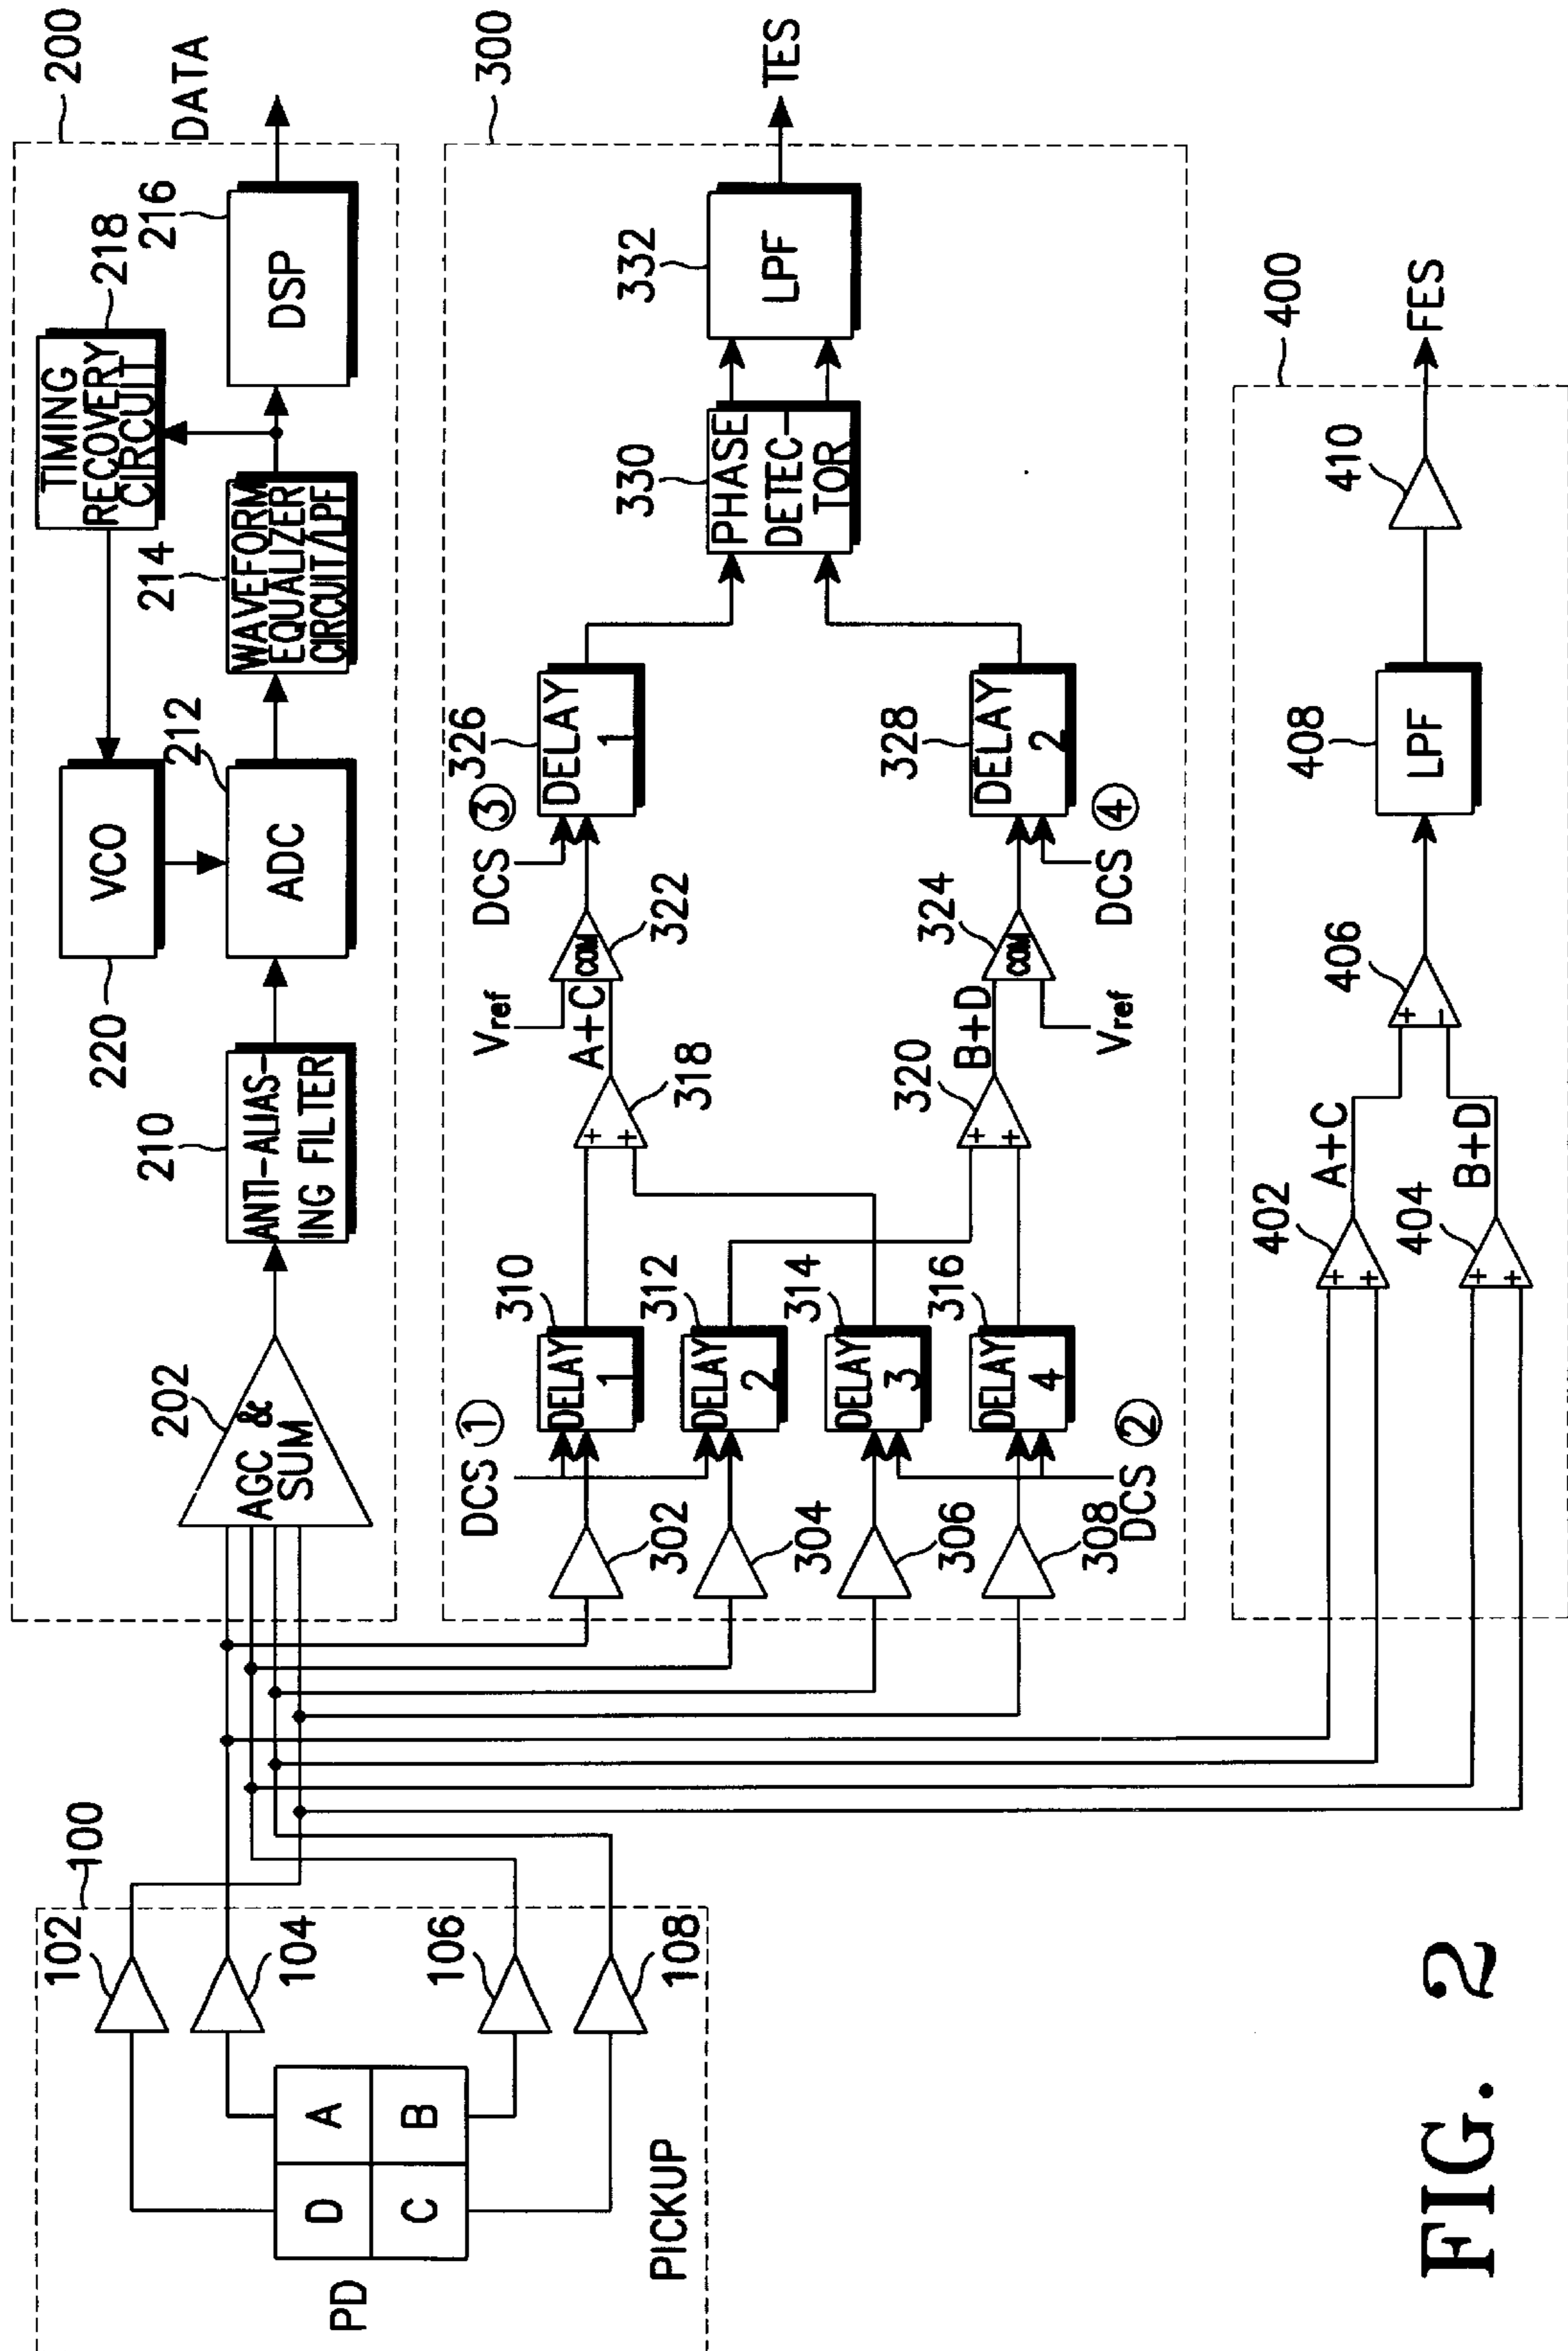 200
DATA
TIMING
RECOVERY
CIRCUIT
218
216
DSP
214
WAVEFORM
EQUALIZER
CIRCUIT/LPF
VCO
220
212
ADC
210
ANTI-ALIAS-
ING FILTER
202
AGC &
SUM
300
TES
332
LPF
330
PHASE
DETEC-
TOR
326
DELAY
1
DCS ③
328
DELAY
2
DCS ④
322
COM
Vref
A+C
324
COM
B+D
Vref
318
+
+
320
+
+
310
DELAY
1
312
DELAY
2
314
DELAY
3
316
DELAY
4
DCS ①
DCS ②
302
304
306
308
400
FES
410
408
LPF
406
+
-
A+C
B+D
402
+
+
404
+
+
100
102
104
106
108
D
A
C
B
PD
PICKUP
FIG. 2